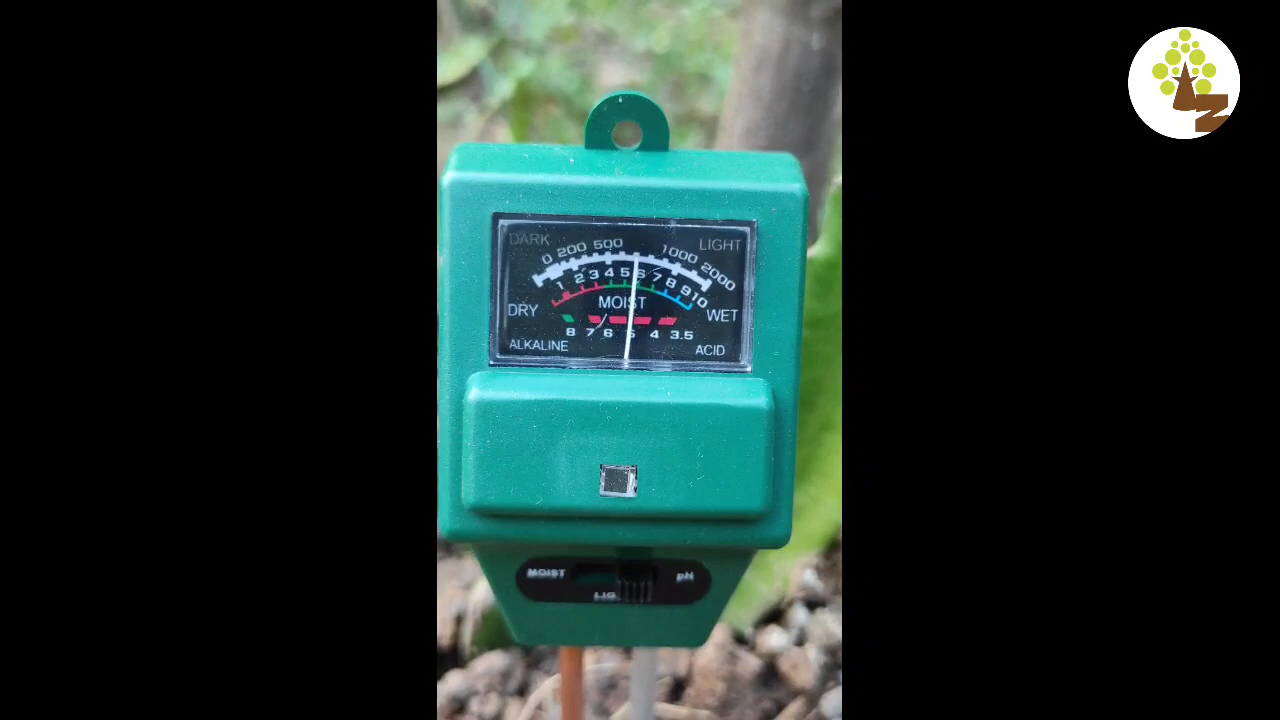 DARK 0 200 500 1000 2000 LIGHT
DRY 1 2 3 4 5 6 7 8 9 10 WET
MOIST
8 7 6 5 4 3.5
ALKALINE ACID
MOIST pH
LIG